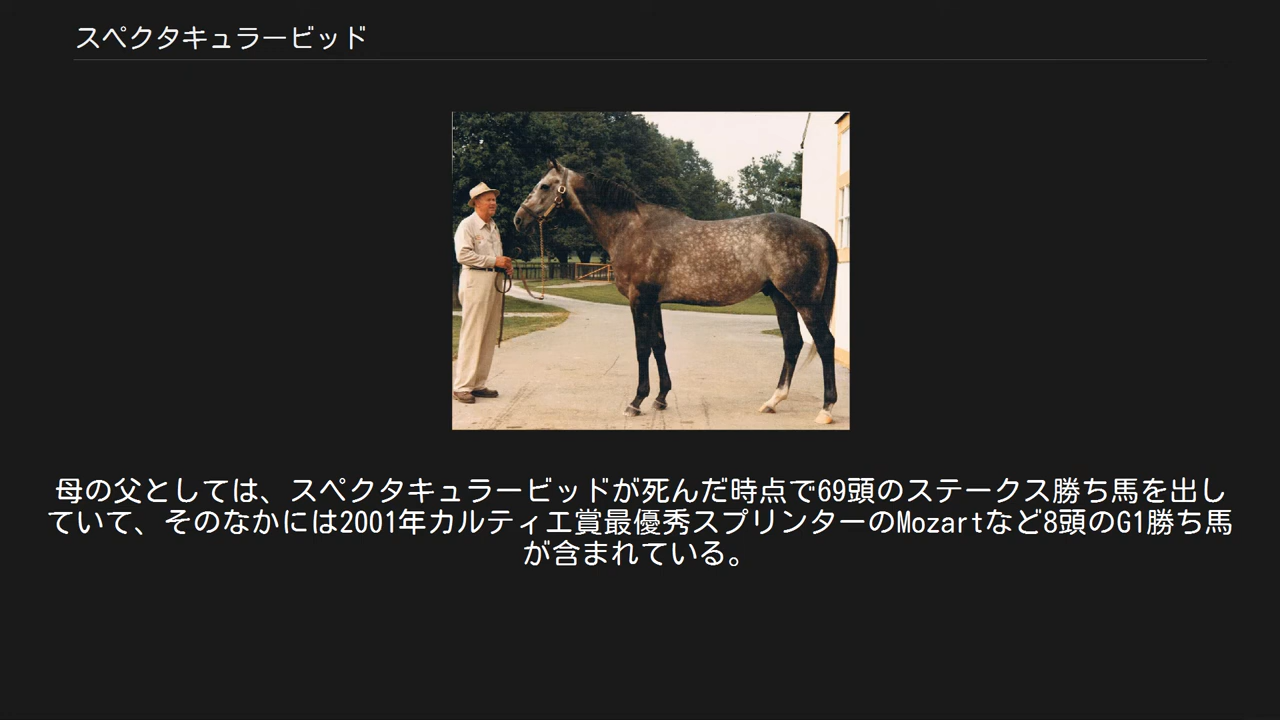 スペクタキュラービッド
母の父としては、スペクタキュラービッドが死んだ時点で69頭のステークス勝ち馬を出し
ていて、そのなかには2001年カルティエ賞最優秀スプリンターのMozartなど8頭のG1勝ち馬
が含まれている。